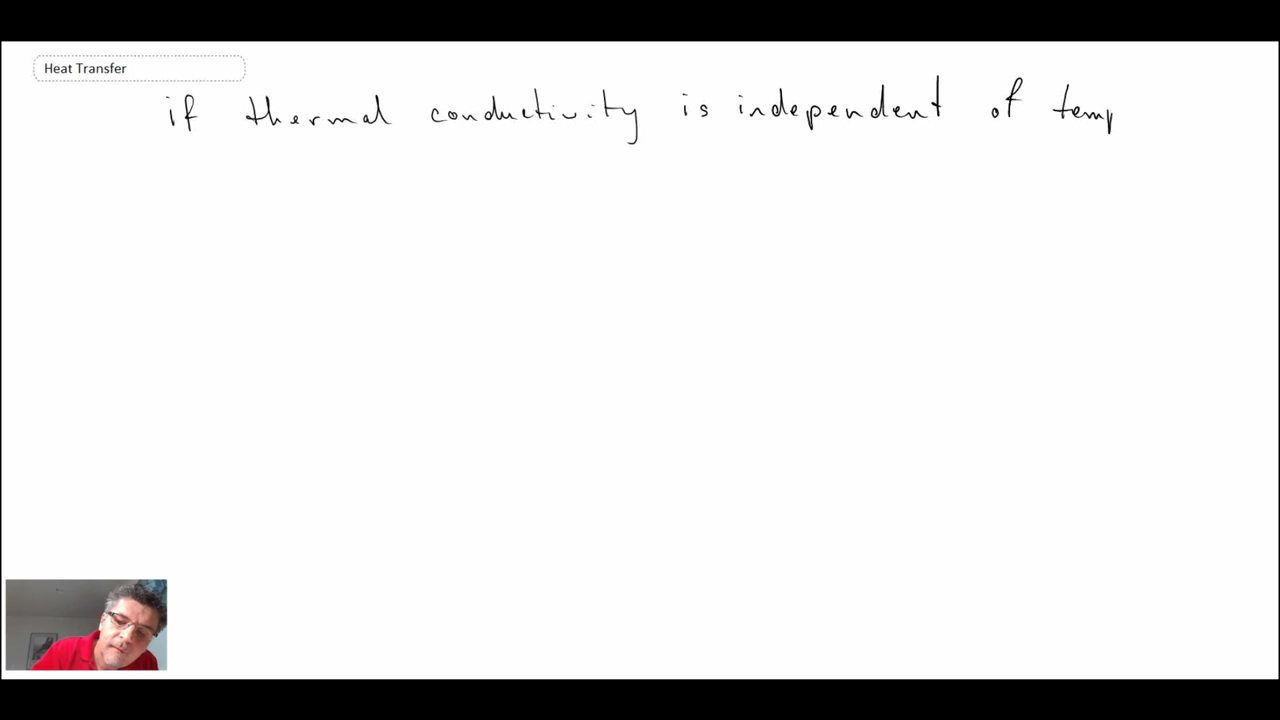 Heat Transfer
if thermal conductivity is independent of temp